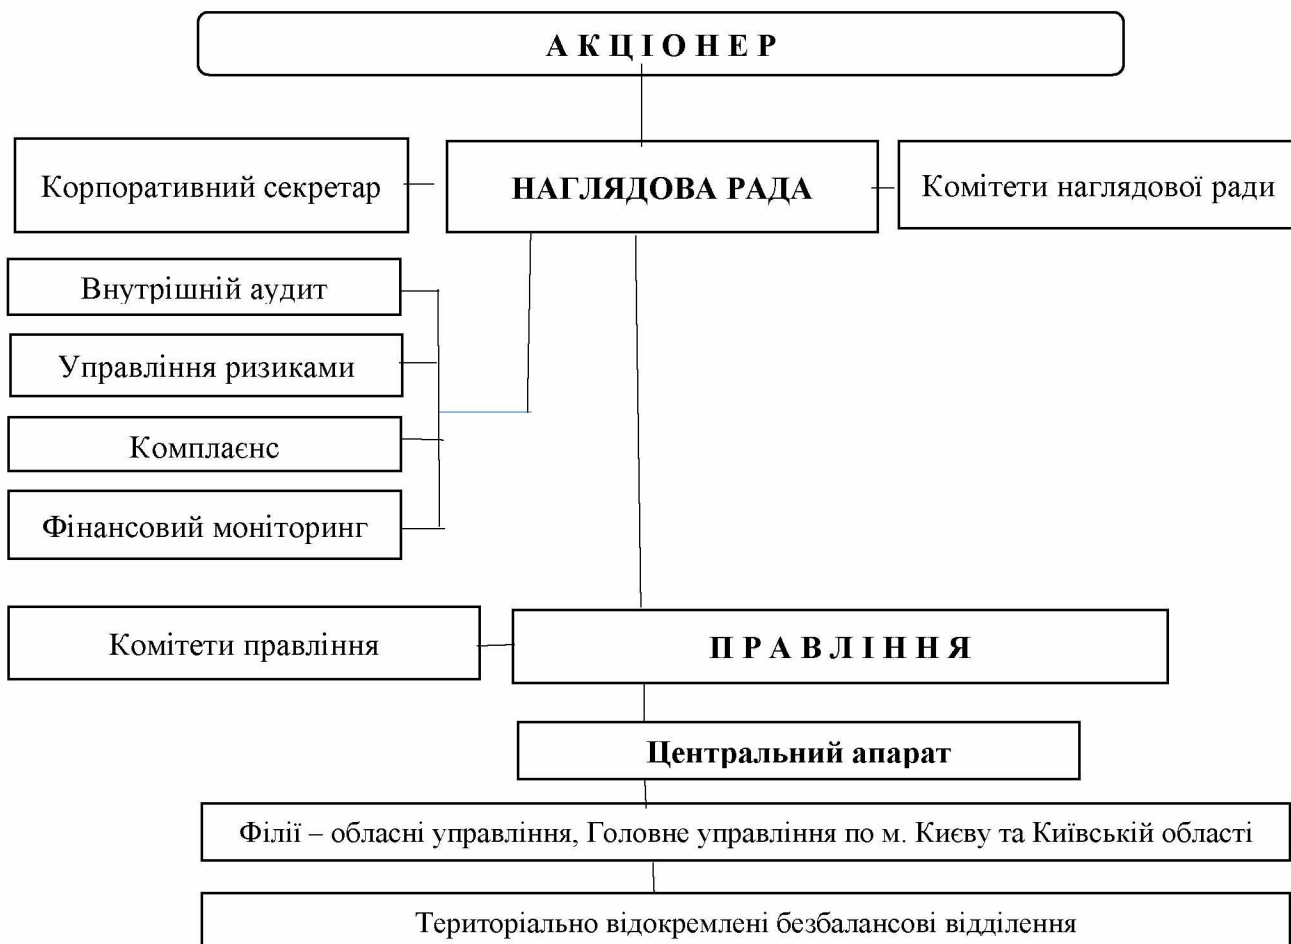 А К Ц І О Н Е Р
Корпоративний секретар
НАГЛЯДОВА РАДА
Комітети наглядової ради
Внутрішній аудит
Управління ризиками
Комплаєнс
Фінансовий моніторинг
Комітети правління
П Р А В Л І Н Н Я
Центральний апарат
Філії – обласні управління, Головне управління по м. Києву та Київській області
Територіально відокремлені безбалансові відділення